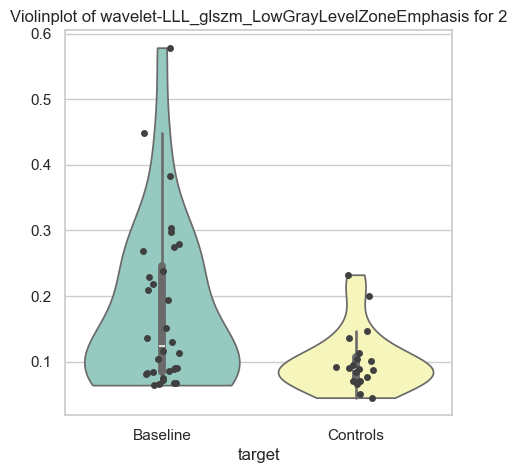 Violinplot of wavelet-LLL_glszm_LowGrayLevelZoneEmphasis for 2
0.6
0.5
0.4
0.3
0.2
0.1
Baseline
Controls
target